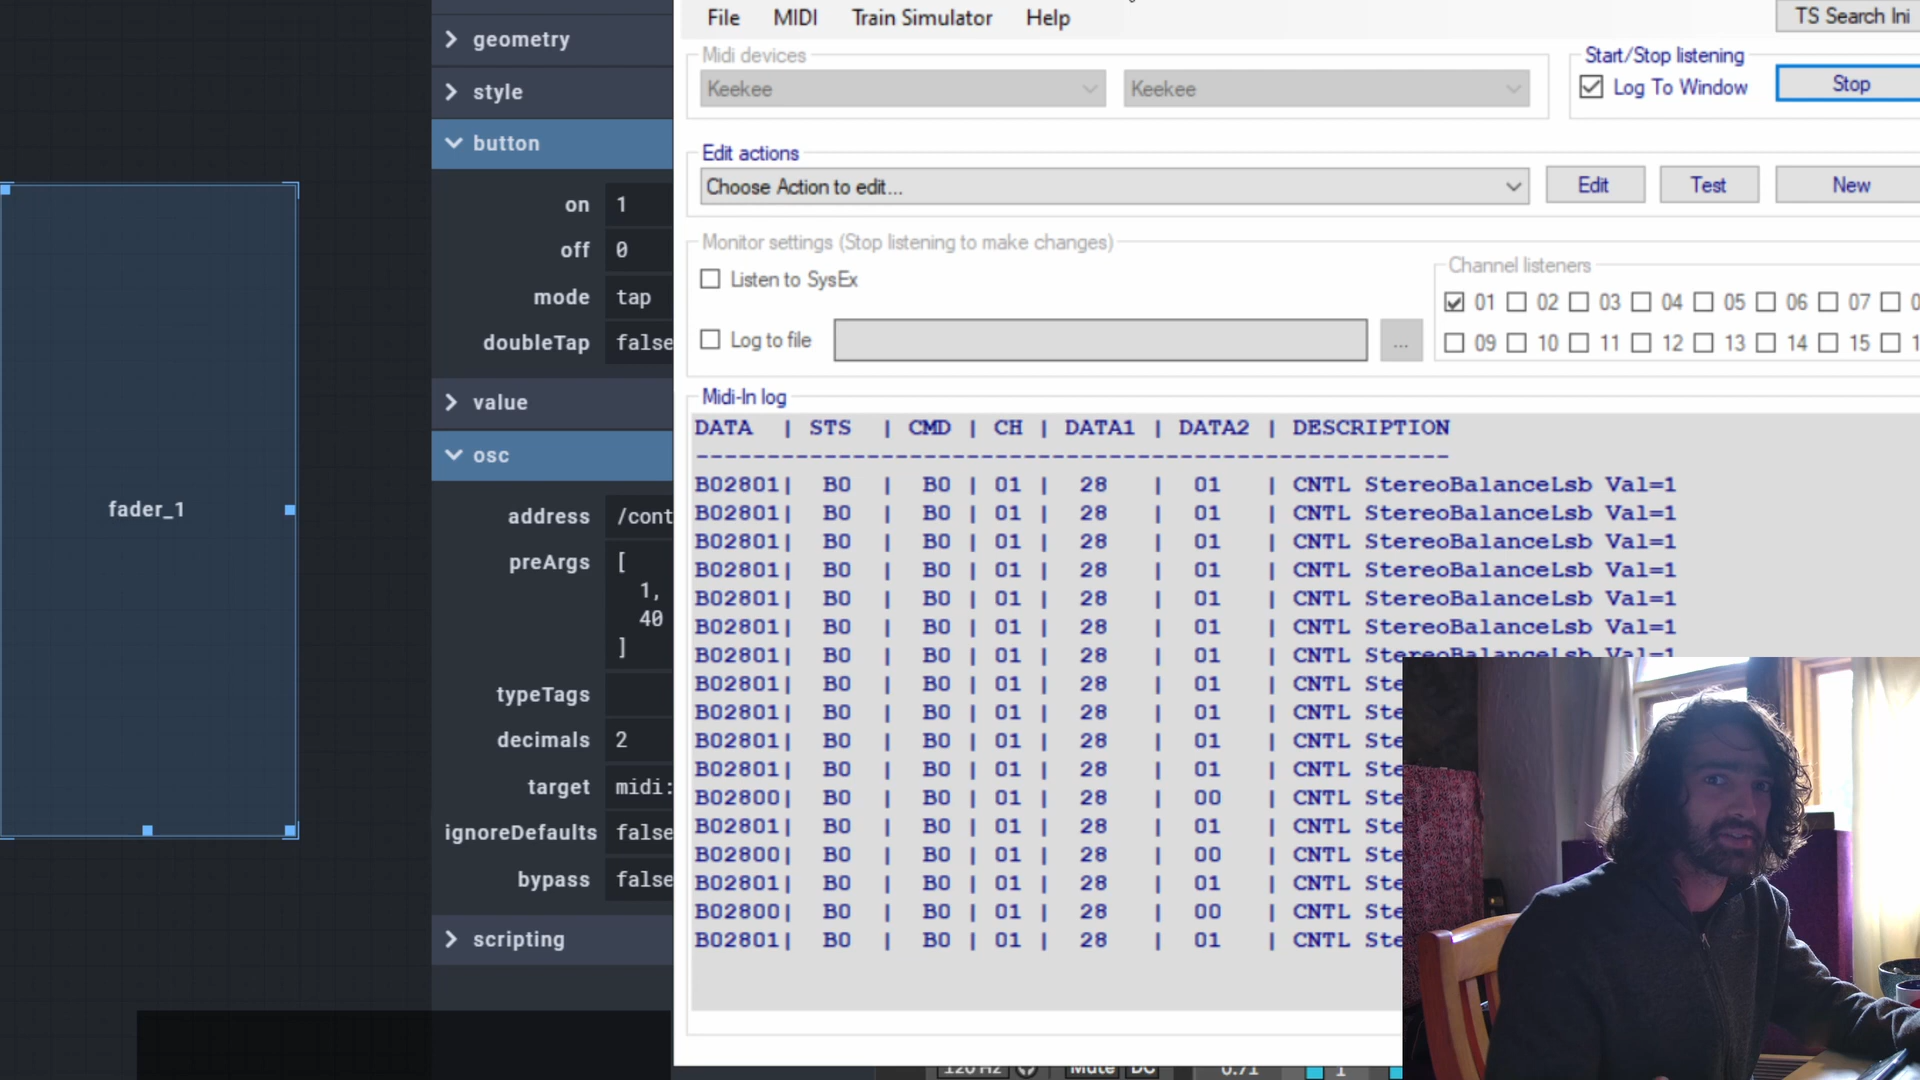 File MIDI Train Simulator Help
TS Search Ini
Midi devices
Keekee
Keekee
Start/Stop listening
Log To Window
Stop
Edit actions
Choose Action to edit...
Edit
Test
New
Monitor settings (Stop listening to make changes)
Listen to SysEx
Log to file
...
Channel listeners
01 02 03 04 05 06 07 0
09 10 11 12 13 14 15 1
Midi-In log
DATA | STS | CMD | CH | DATA1 | DATA2 | DESCRIPTION
-----------------------------------------------------
B02801| B0 | B0 | 01 | 28 | 01 | CNTL StereoBalanceLsb Val=1
B02801| B0 | B0 | 01 | 28 | 01 | CNTL StereoBalanceLsb Val=1
B02801| B0 | B0 | 01 | 28 | 01 | CNTL StereoBalanceLsb Val=1
B02801| B0 | B0 | 01 | 28 | 01 | CNTL StereoBalanceLsb Val=1
B02801| B0 | B0 | 01 | 28 | 01 | CNTL StereoBalanceLsb Val=1
B02801| B0 | B0 | 01 | 28 | 01 | CNTL StereoBalanceLsb Val=1
B02801| B0 | B0 | 01 | 28 | 01 | CNTL StereoBalanceLsb Val=1
B02801| B0 | B0 | 01 | 28 | 01 | CNTL Ste
B02801| B0 | B0 | 01 | 28 | 01 | CNTL Ste
B02801| B0 | B0 | 01 | 28 | 01 | CNTL Ste
B02801| B0 | B0 | 01 | 28 | 01 | CNTL Ste
B02800| B0 | B0 | 01 | 28 | 00 | CNTL Ste
B02801| B0 | B0 | 01 | 28 | 01 | CNTL Ste
B02800| B0 | B0 | 01 | 28 | 00 | CNTL Ste
B02801| B0 | B0 | 01 | 28 | 01 | CNTL Ste
B02800| B0 | B0 | 01 | 28 | 00 | CNTL Ste
B02801| B0 | B0 | 01 | 28 | 01 | CNTL Ste
geometry
style
button
on 1
off 0
mode tap
doubleTap false
value
osc
address /cont
preArgs [
1,
40
]
typeTags
decimals 2
target midi:
ignoreDefaults false
bypass false
scripting
fader_1
120 Hz
Mute DC
0.71
1